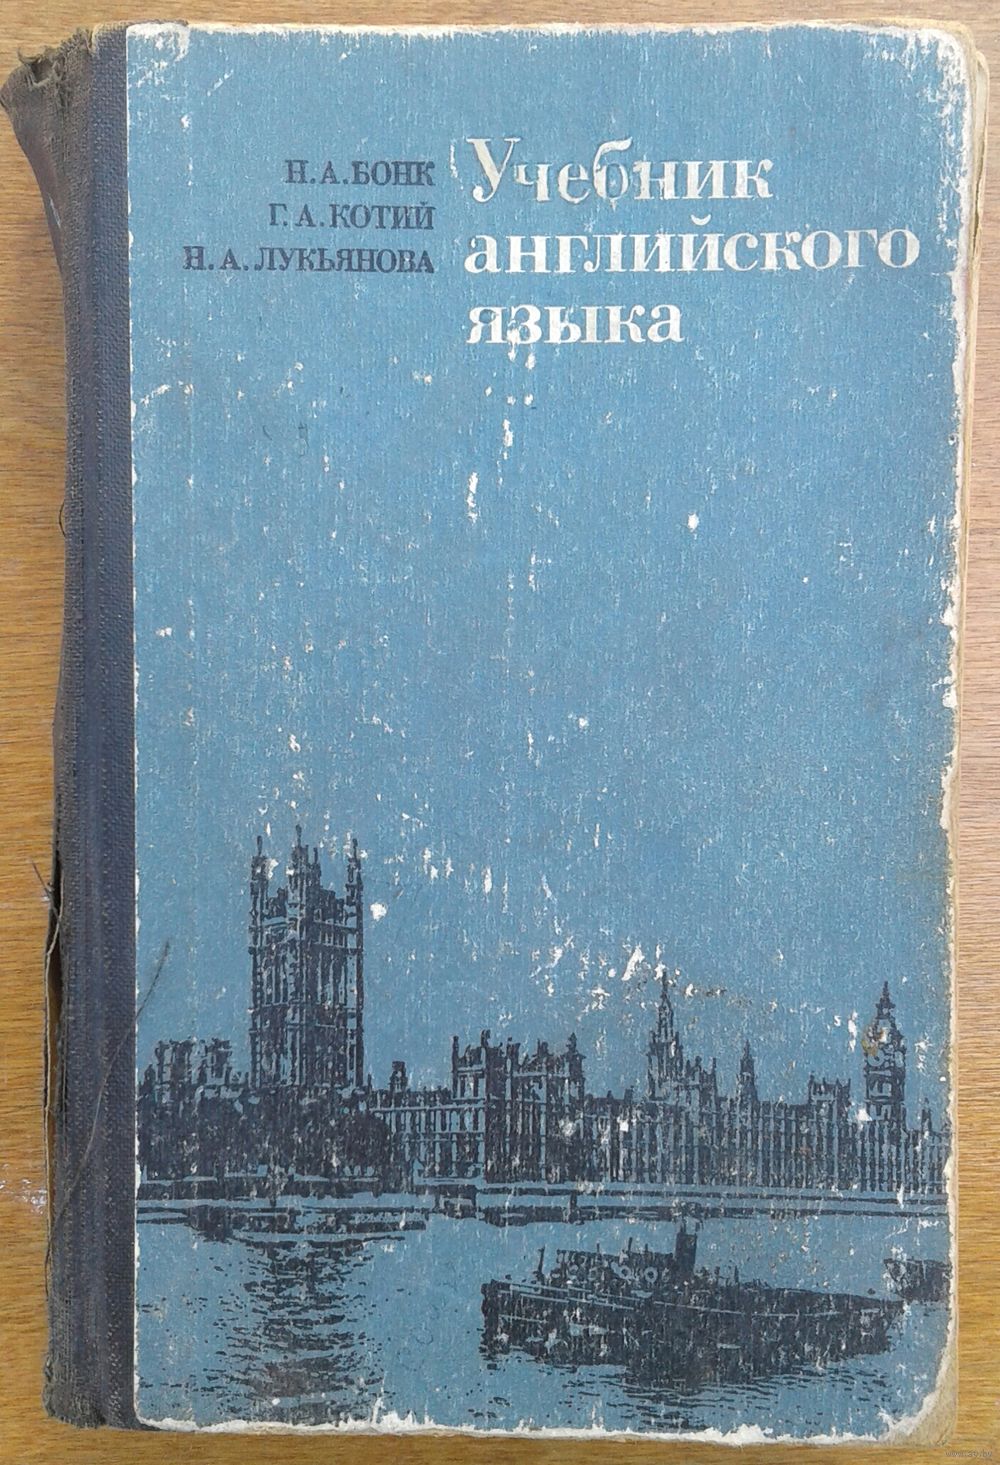 Н. А. БОНК
Г. А. КОТИЙ
Н. А. ЛУКЬЯНОВА
Учебник
английского
языка